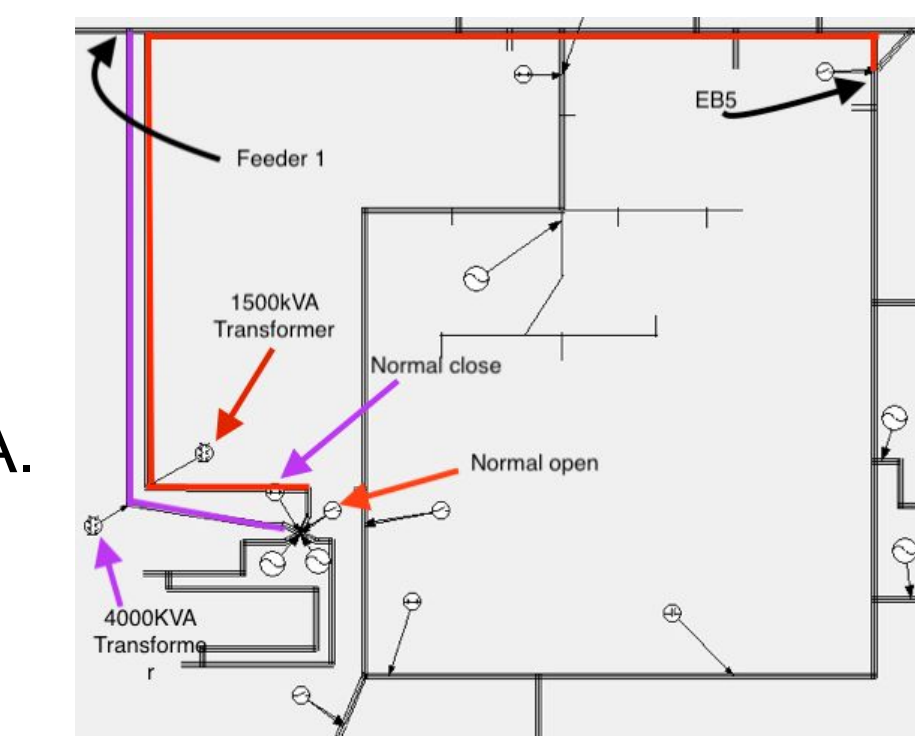 EB5
Feeder 1
1500kVA
Transformer
Normal close
A.
Normal open
4000KVA
Transforme
r